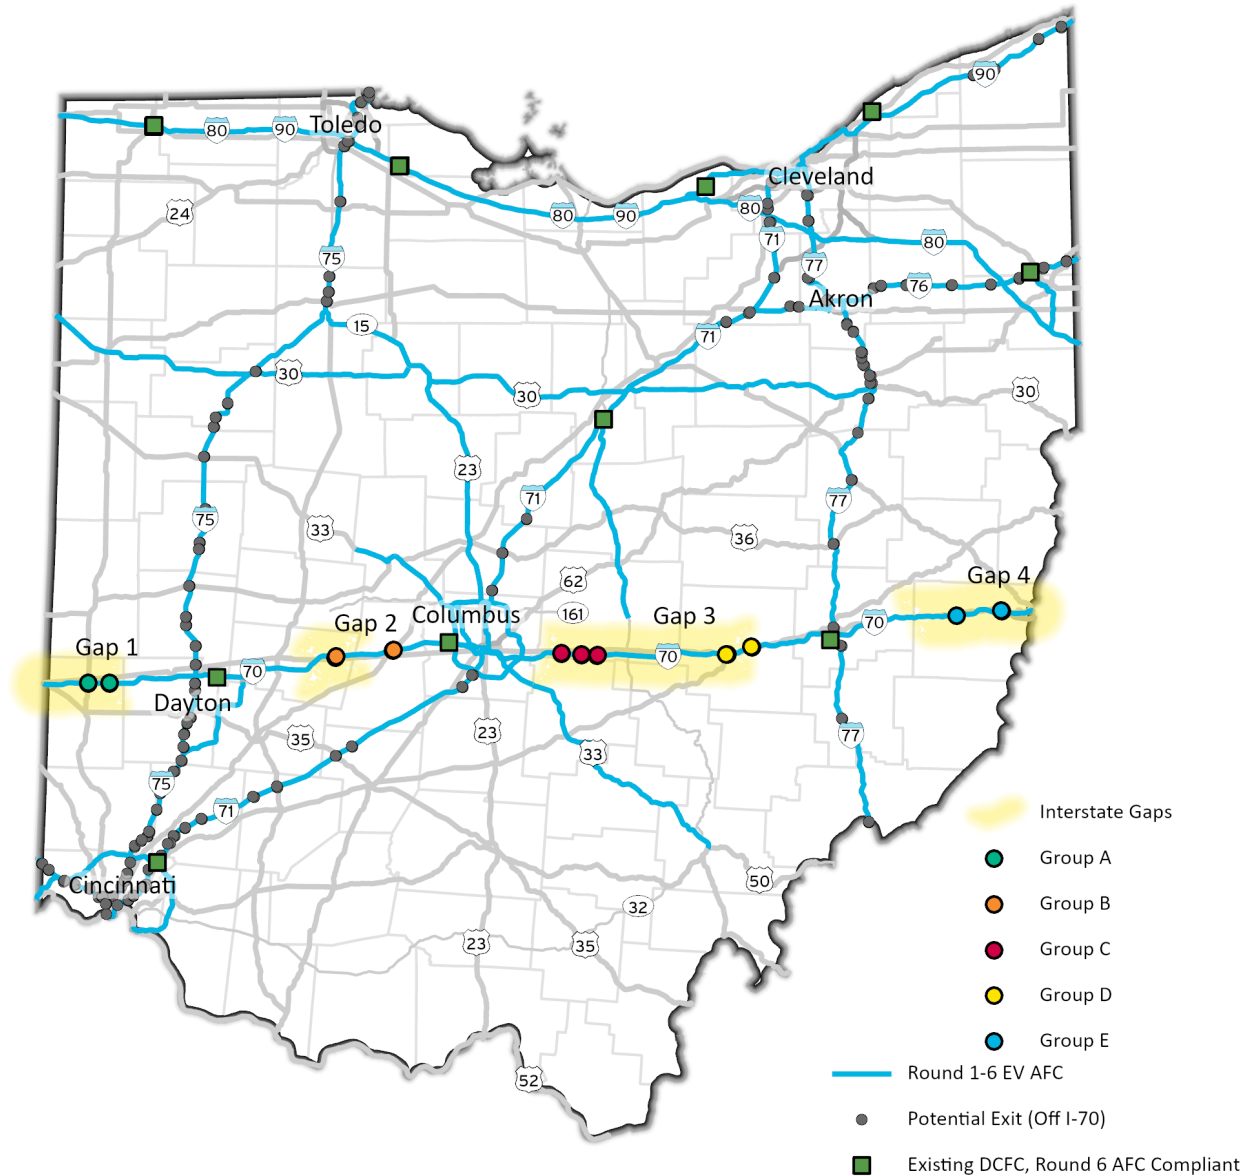 90
Toledo
80
90
Cleveland
24
80
90
80
71
80
75
77
76
Akron
15
71
30
30
30
23
71
77
75
33
36
Gap 4
62
161
Columbus
Gap 3
Gap 2
70
Gap 1
70
70
Dayton
23
35
33
77
75
71
Cincinnati
50
32
23
35
52
Interstate Gaps
Group A
Group B
Group C
Group D
Group E
Round 1-6 EV AFC
Potential Exit (Off I-70)
Existing DCFC, Round 6 AFC Compliant